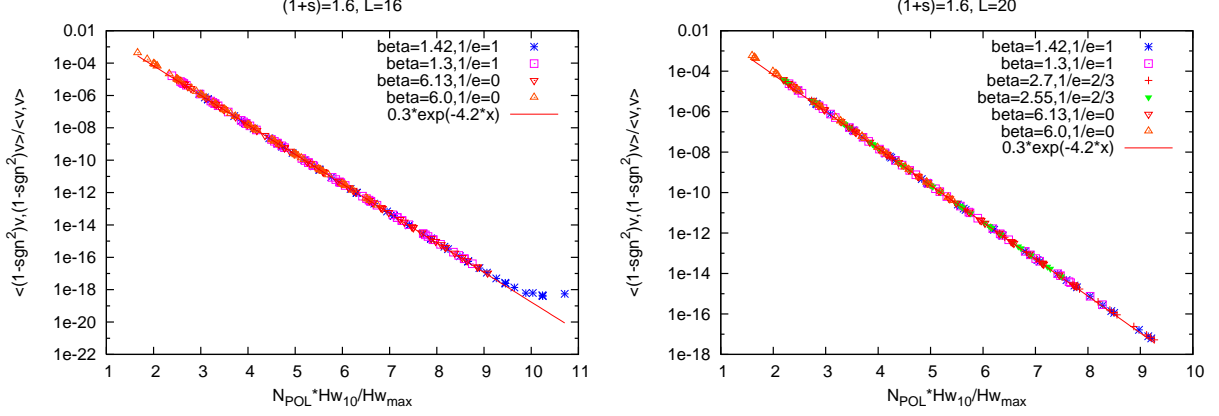 (1+s)=1.6, L=16
0.01
1e-04
1e-06
1e-08
1e-10
1e-12
1e-14
1e-16
1e-18
1e-20
1e-22
<(1-sgn²)v,(1-sgn²)v>/<v,v>
beta=1.42,1/e=1
beta=1.3,1/e=1
beta=6.13,1/e=0
beta=6.0,1/e=0
0.3*exp(-4.2*x)
1 2 3 4 5 6 7 8 9 10 11
N_POL*Hw_10/Hw_max
(1+s)=1.6, L=20
0.01
1e-04
1e-06
1e-08
1e-10
1e-12
1e-14
1e-16
1e-18
<(1-sgn²)v,(1-sgn²)v>/<v,v>
beta=1.42,1/e=1
beta=1.3,1/e=1
beta=2.7,1/e=2/3
beta=2.55,1/e=2/3
beta=6.13,1/e=0
beta=6.0,1/e=0
0.3*exp(-4.2*x)
1 2 3 4 5 6 7 8 9 10
N_POL*Hw_10/Hw_max